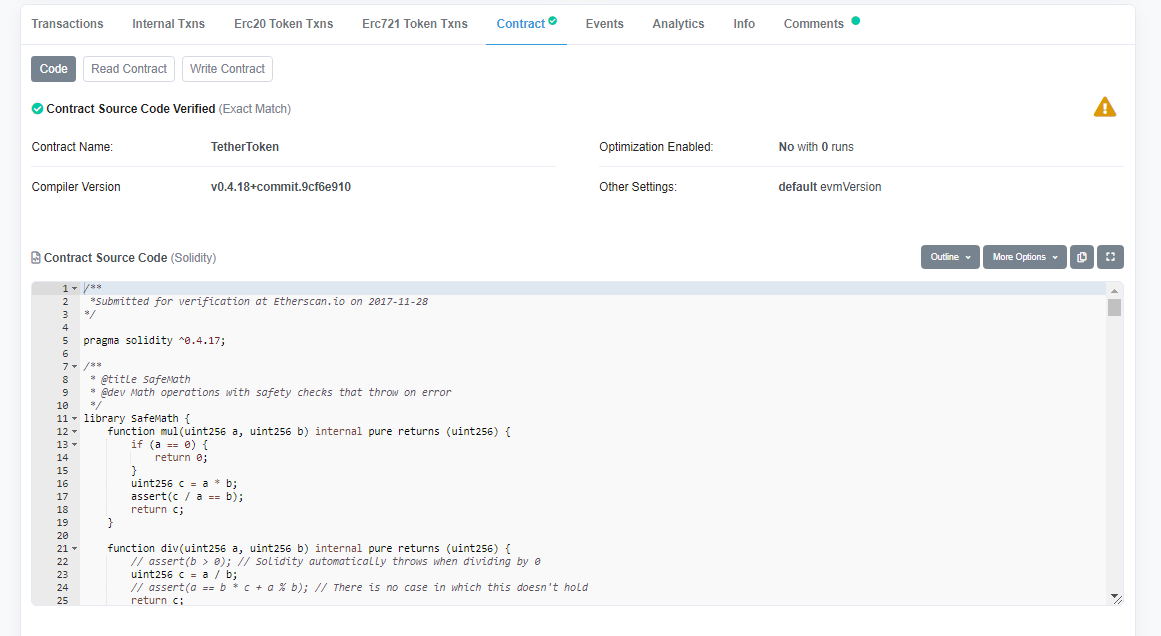 Transactions Internal Txns Erc20 Token Txns Erc721 Token Txns Contract Events Analytics Info Comments
Code Read Contract Write Contract
Contract Source Code Verified (Exact Match)
Contract Name: TetherToken Optimization Enabled: No with 0 runs
Compiler Version v0.4.18+commit.9cf6e910 Other Settings: default evmVersion
Contract Source Code (Solidity) Outline More Options
1 /**
2  *Submitted for verification at Etherscan.io on 2017-11-28
3 */
4
5 pragma solidity ^0.4.17;
6
7 /**
8  * @title SafeMath
9  * @dev Math operations with safety checks that throw on error
10  */
11 library SafeMath {
12     function mul(uint256 a, uint256 b) internal pure returns (uint256) {
13         if (a == 0) {
14             return 0;
15         }
16         uint256 c = a * b;
17         assert(c / a == b);
18         return c;
19     }
20
21     function div(uint256 a, uint256 b) internal pure returns (uint256) {
22         // assert(b > 0); // Solidity automatically throws when dividing by 0
23         uint256 c = a / b;
24         // assert(a == b * c + a % b); // There is no case in which this doesn't hold
25         return c;